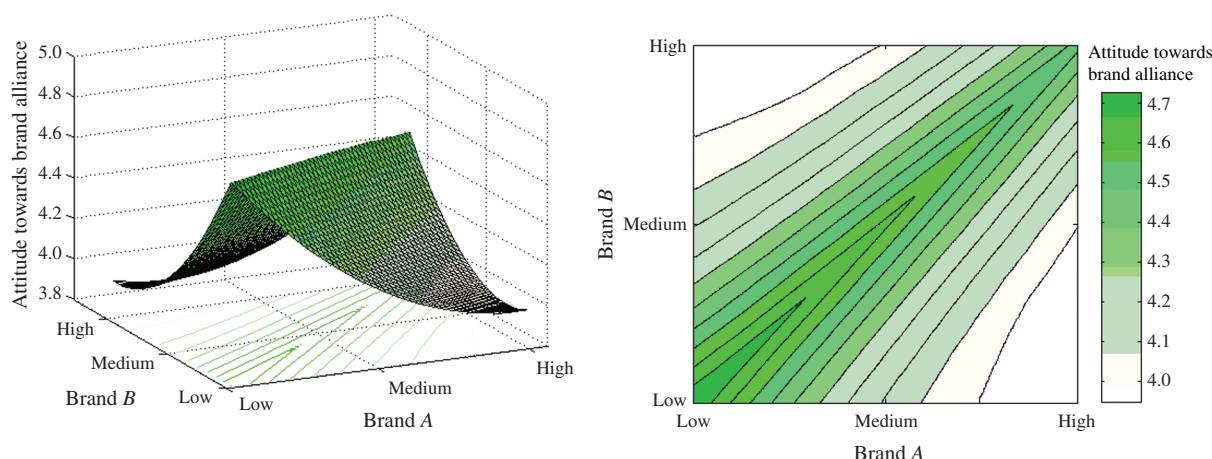 Attitude towards brand alliance
5.0
4.8
4.6
4.4
4.2
4.0
3.8
High
Medium
Low
Brand B
Low
Medium
High
Brand A
High
Medium
Low
Brand B
Low
Medium
High
Brand A
Attitude towards
brand alliance
4.7
4.6
4.5
4.4
4.3
4.2
4.1
4.0